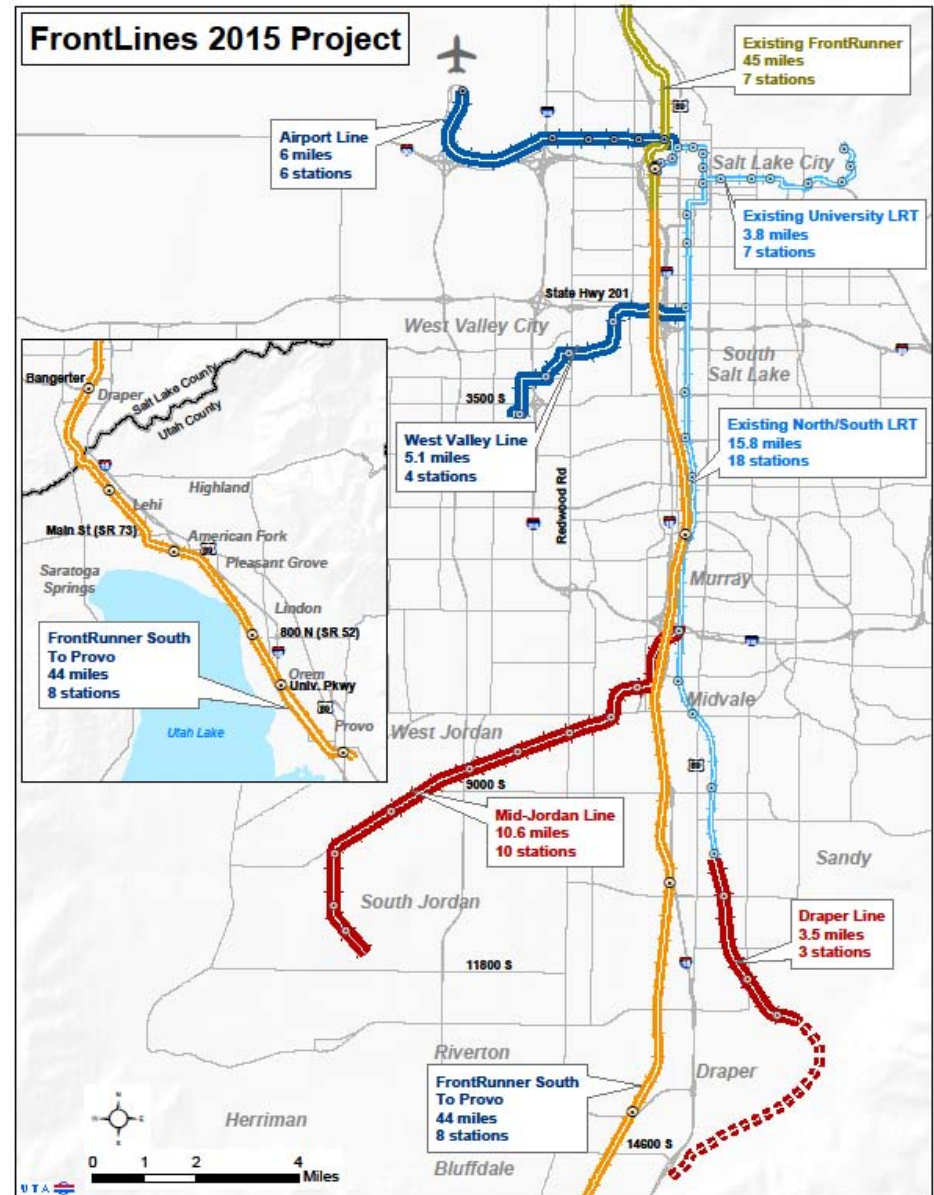 FrontLines 2015 Project
Existing FrontRunner
45 miles
7 stations
89
Airport Line
6 miles
6 stations
Salt Lake City
Existing University LRT
3.8 miles
7 stations
State Hwy 201
West Valley City
South
Salt Lake
3500 S
West Valley Line
5.1 miles
4 stations
Existing North/South LRT
15.8 miles
18 stations
Redwood Rd
Murray
Bangerter
Draper
Salt Lake County
Utah County
Highland
Lehi
Main St (SR 73)
American Fork
89
Pleasant Grove
Saratoga
Springs
Lindon
800 N (SR 52)
FrontRunner South
To Provo
44 miles
8 stations
Orem
Univ. Pkwy
89
Provo
Utah Lake
Midvale
West Jordan
89
9000 S
Mid-Jordan Line
10.6 miles
10 stations
Sandy
South Jordan
Draper Line
3.5 miles
3 stations
11800 S
Riverton
Draper
FrontRunner South
To Provo
44 miles
8 stations
Herriman
14600 S
Bluffdale
N
W
E
S
0 1 2 4
Miles
UTA